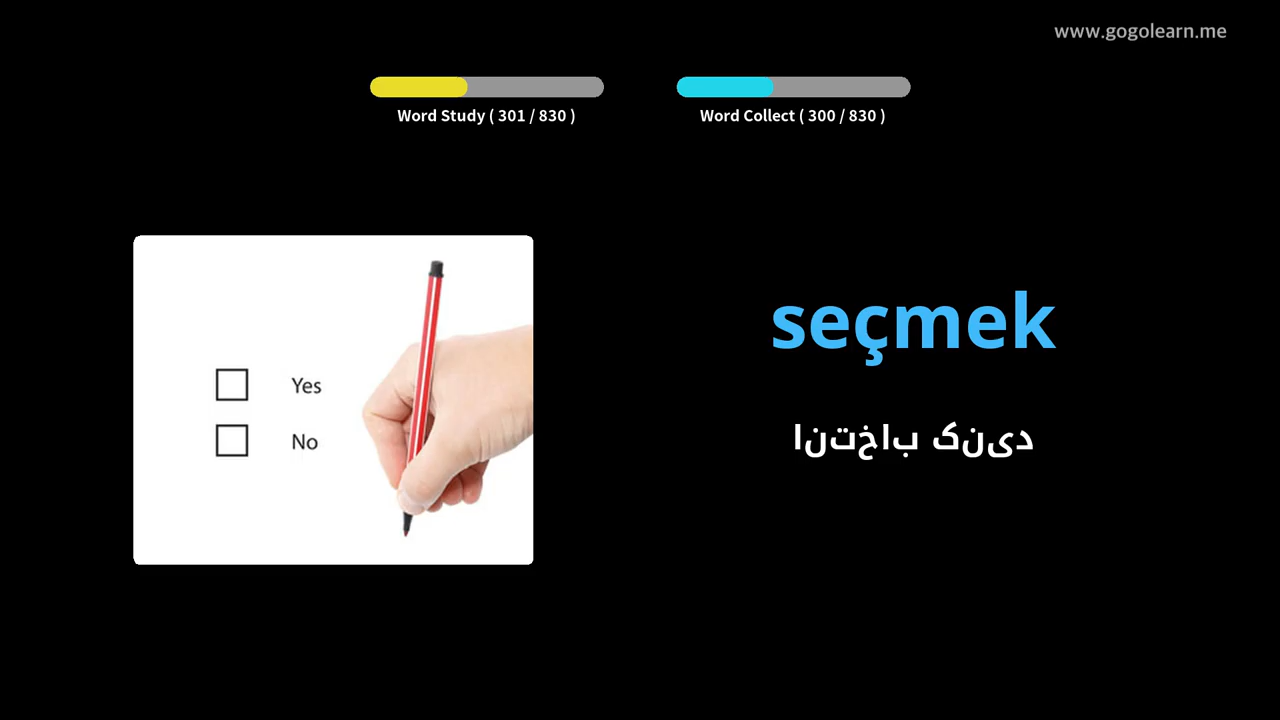 www.gogolearn.me
Word Study ( 301 / 830 )
Word Collect ( 300 / 830 )
Yes
No
seçmek
انتخاب کنید